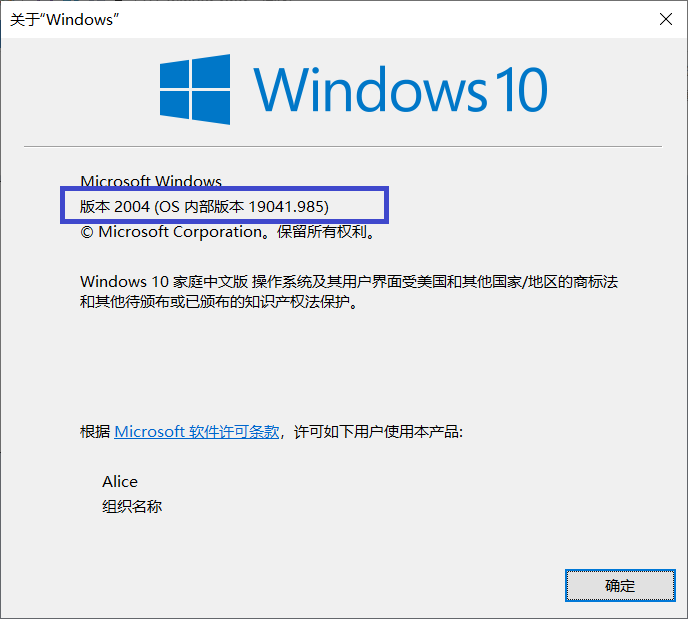 关于“Windows”
Windows 10
Microsoft Windows
版本 2004 (OS 内部版本 19041.985)
© Microsoft Corporation。保留所有权利。
Windows 10 家庭中文版 操作系统及其用户界面受美国和其他国家/地区的商标法
和其他待颁布或已颁布的知识产权法保护。
根据 Microsoft 软件许可条款，许可如下用户使用本产品:
Alice
组织名称
确定